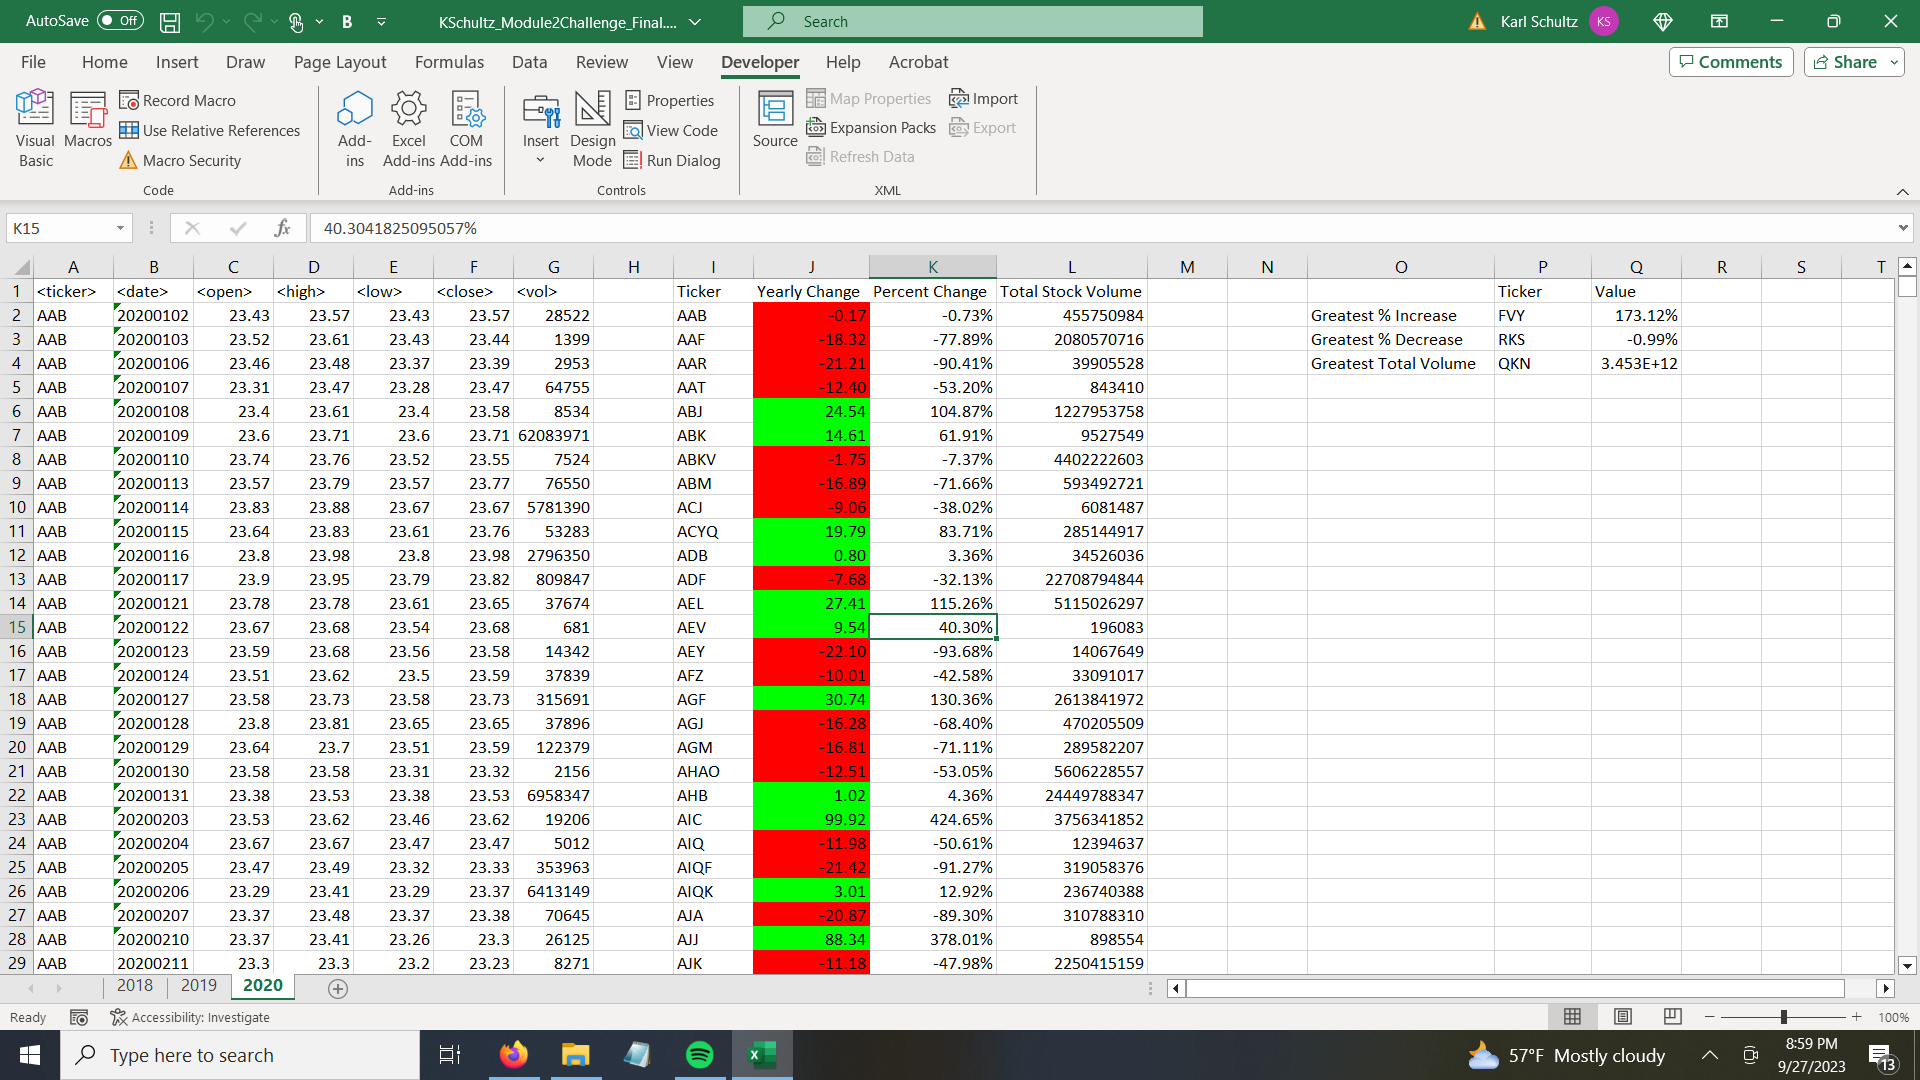 AutoSave Off B KSchultz_Module2Challenge_Final.... Search Karl Schultz KS
File Home Insert Draw Page Layout Formulas Data Review View Developer Help Acrobat Comments Share
Visual Basic Macros Record Macro Use Relative References Macro Security Code
Add-ins Excel Add-ins COM Add-ins Add-ins
Insert Design Mode Properties View Code Run Dialog Controls
Source Map Properties Expansion Packs Refresh Data Import Export XML
K15 fx 40.3041825095057%
A B C D E F G H I J K L M N O P Q R S T
1 <ticker> <date> <open> <high> <low> <close> <vol> Ticker Yearly Change Percent Change Total Stock Volume Ticker Value
2 AAB 20200102 23.43 23.57 23.43 23.57 28522 AAB -0.17 -0.73% 455750984 Greatest % Increase FVY 173.12%
3 AAB 20200103 23.52 23.61 23.43 23.44 1399 AAF -18.32 -77.89% 2080570716 Greatest % Decrease RKS -0.99%
4 AAB 20200106 23.46 23.48 23.37 23.39 2953 AAR -21.21 -90.41% 39905528 Greatest Total Volume QKN 3.453E+12
5 AAB 20200107 23.31 23.47 23.28 23.47 64755 AAT -12.40 -53.20% 843410
6 AAB 20200108 23.4 23.61 23.4 23.58 8534 ABJ 24.54 104.87% 1227953758
7 AAB 20200109 23.6 23.71 23.6 23.71 62083971 ABK 14.61 61.91% 9527549
8 AAB 20200110 23.74 23.76 23.52 23.55 7524 ABKV -1.75 -7.37% 4402222603
9 AAB 20200113 23.57 23.79 23.57 23.77 76550 ABM -16.89 -71.66% 593492721
10 AAB 20200114 23.83 23.88 23.67 23.67 5781390 ACJ -9.06 -38.02% 6081487
11 AAB 20200115 23.64 23.83 23.61 23.76 53283 ACYQ 19.79 83.71% 285144917
12 AAB 20200116 23.8 23.98 23.8 23.98 2796350 ADB 0.80 3.36% 34526036
13 AAB 20200117 23.9 23.95 23.79 23.82 809847 ADF -7.68 -32.13% 22708794844
14 AAB 20200121 23.78 23.78 23.61 23.65 37674 AEL 27.41 115.26% 5115026297
15 AAB 20200122 23.67 23.68 23.54 23.68 681 AEV 9.54 40.30% 196083
16 AAB 20200123 23.59 23.68 23.56 23.58 14342 AEY -22.10 -93.68% 14067649
17 AAB 20200124 23.51 23.62 23.5 23.59 37839 AFZ -10.01 -42.58% 33091017
18 AAB 20200127 23.58 23.73 23.58 23.73 315691 AGF 30.74 130.36% 2613841972
19 AAB 20200128 23.8 23.81 23.65 23.65 37896 AGJ -16.28 -68.40% 470205509
20 AAB 20200129 23.64 23.7 23.51 23.59 122379 AGM -16.81 -71.11% 289582207
21 AAB 20200130 23.58 23.58 23.31 23.32 2156 AHAO -12.51 -53.05% 5606228557
22 AAB 20200131 23.38 23.53 23.38 23.53 6958347 AHB 1.02 4.36% 24449788347
23 AAB 20200203 23.53 23.62 23.46 23.62 19206 AIC 99.92 424.65% 3756341852
24 AAB 20200204 23.67 23.67 23.47 23.47 5012 AIQ -11.98 -50.61% 12394637
25 AAB 20200205 23.47 23.49 23.32 23.33 353963 AIQF -21.42 -91.27% 319058376
26 AAB 20200206 23.29 23.41 23.29 23.37 6413149 AIQK 3.01 12.92% 236740388
27 AAB 20200207 23.37 23.48 23.37 23.38 70645 AJA -20.87 -89.30% 310788310
28 AAB 20200210 23.37 23.41 23.26 23.3 26125 AJJ 88.34 378.01% 898554
29 AAB 20200211 23.3 23.3 23.2 23.23 8271 AJK -11.18 -47.98% 2250415159
2018 2019 2020
Ready Accessibility: Investigate 100%
Type here to search 57°F Mostly cloudy 8:59 PM
9/27/2023 13